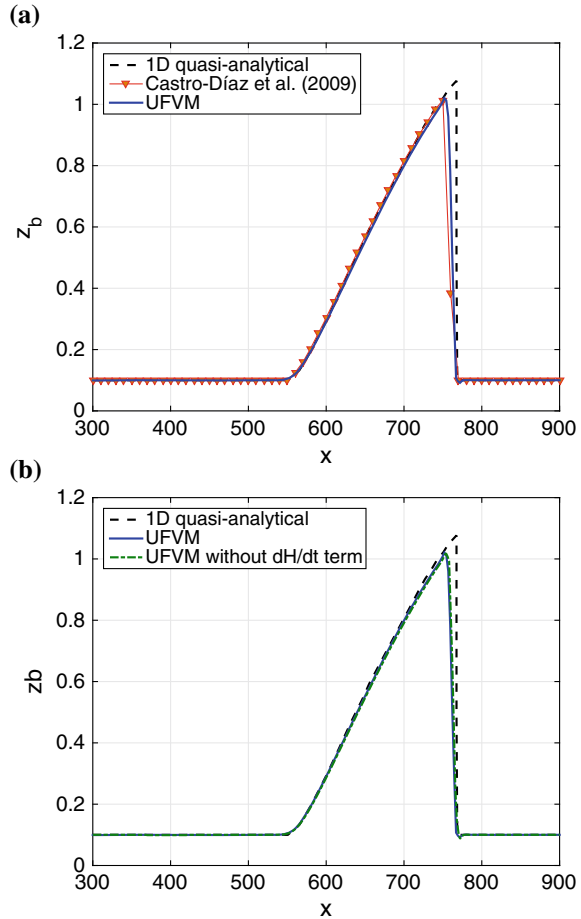 (a)
1.2
1
0.8
0.6
0.4
0.2
0
z_b
1D quasi-analytical
Castro-Díaz et al. (2009)
UFVM
300 400 500 600 700 800 900
x
(b)
1.2
1
0.8
0.6
0.4
0.2
0
zb
1D quasi-analytical
UFVM
UFVM without dH/dt term
300 400 500 600 700 800 900
x